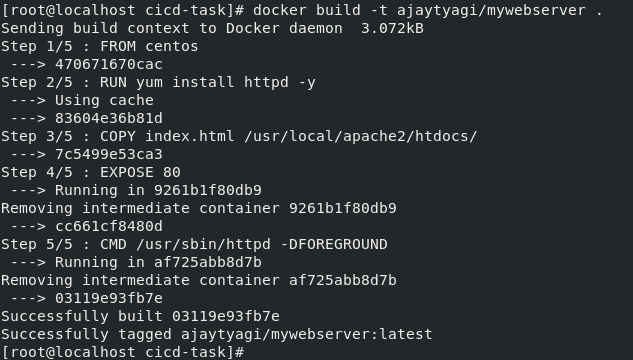 [root@localhost cicd-task]# docker build -t ajaytyagi/mywebserver .
Sending build context to Docker daemon  3.072kB
Step 1/5 : FROM centos
 ---> 470671670cac
Step 2/5 : RUN yum install httpd -y
 ---> Using cache
 ---> 83604e36b81d
Step 3/5 : COPY index.html /usr/local/apache2/htdocs/
 ---> 7c5499e53ca3
Step 4/5 : EXPOSE 80
 ---> Running in 9261b1f80db9
Removing intermediate container 9261b1f80db9
 ---> cc661cf8480d
Step 5/5 : CMD /usr/sbin/httpd -DFOREGROUND
 ---> Running in af725abb8d7b
Removing intermediate container af725abb8d7b
 ---> 03119e93fb7e
Successfully built 03119e93fb7e
Successfully tagged ajaytyagi/mywebserver:latest
[root@localhost cicd-task]#